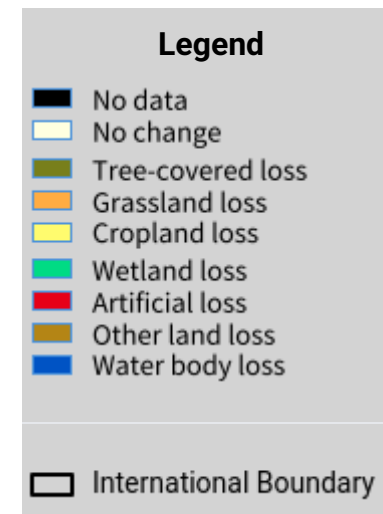 Legend
No data
No change
Tree-covered loss
Grassland loss
Cropland loss
Wetland loss
Artificial loss
Other land loss
Water body loss
International Boundary